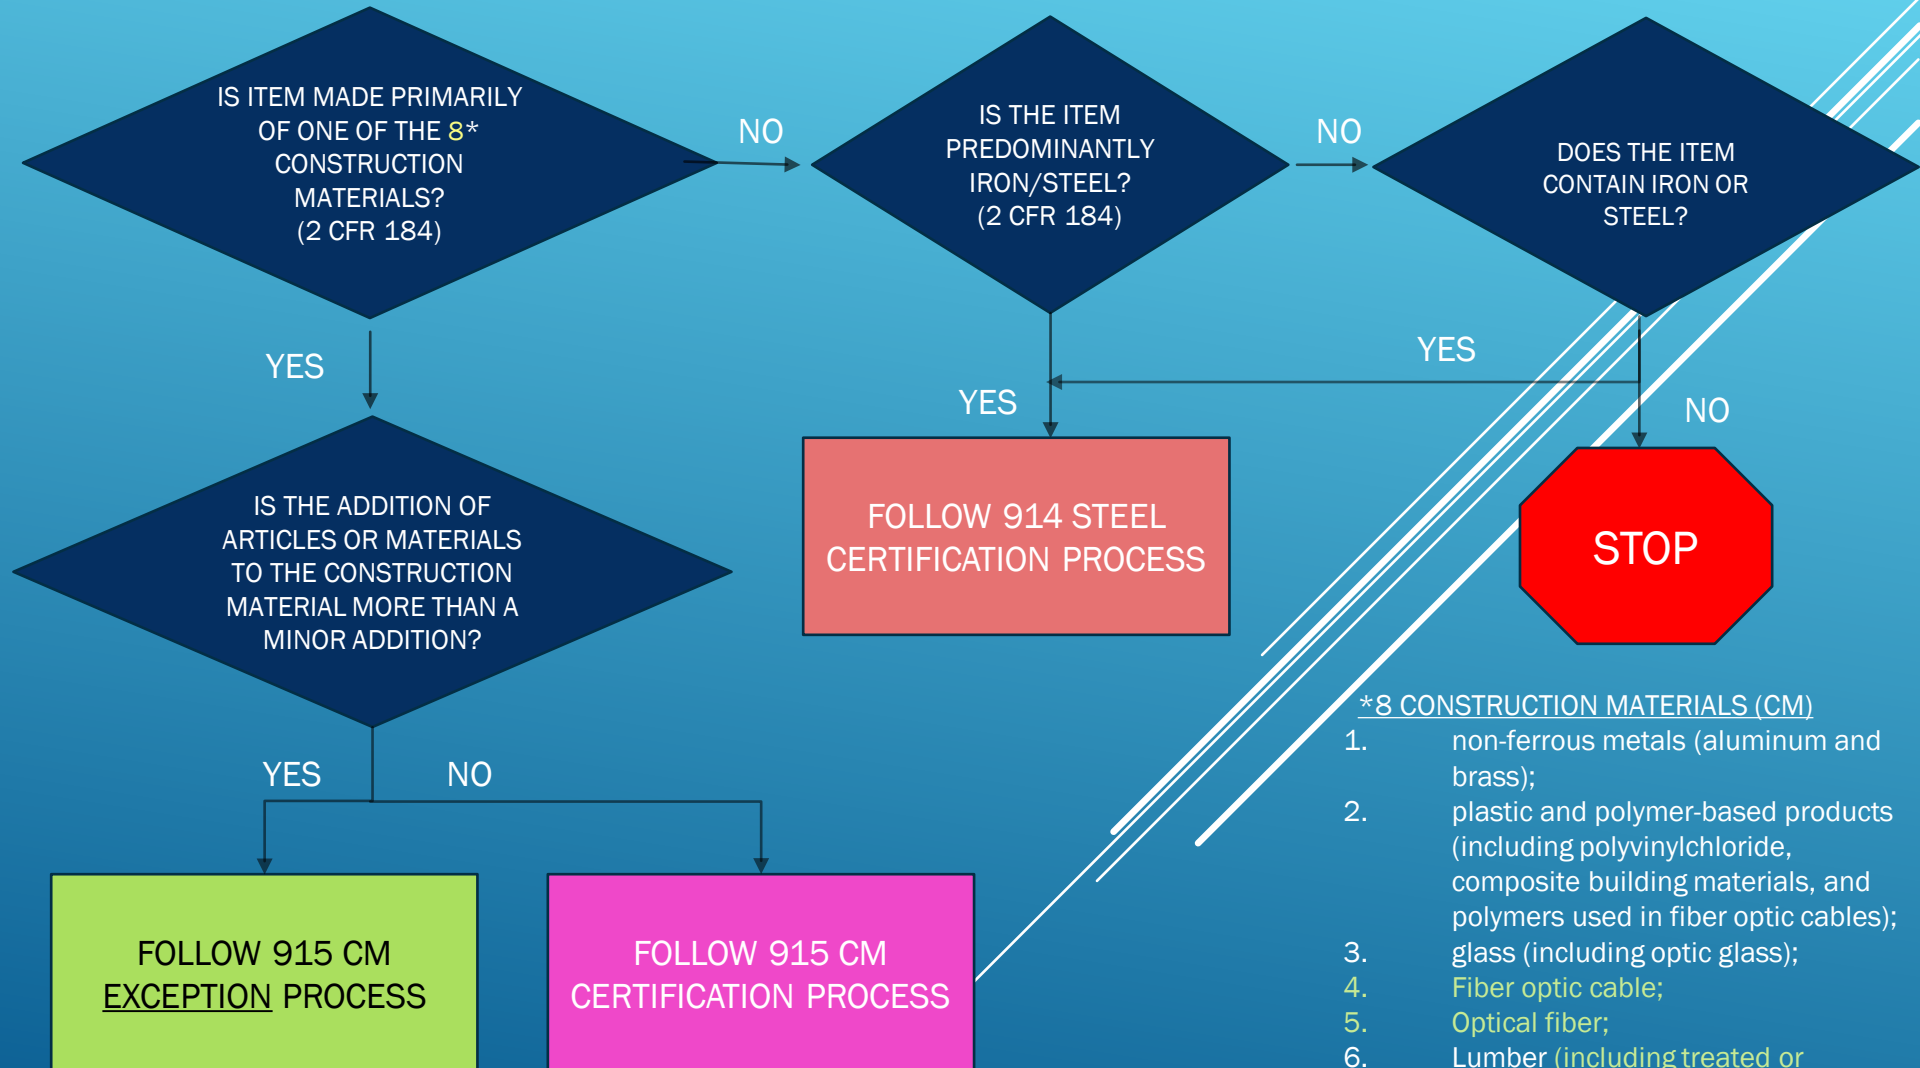 IS ITEM MADE PRIMARILY
OF ONE OF THE 8*
CONSTRUCTION
MATERIALS?
(2 CFR 184)
NO
IS THE ITEM
PREDOMINANTLY
IRON/STEEL?
(2 CFR 184)
NO
DOES THE ITEM
CONTAIN IRON OR
STEEL?
YES
YES
YES
NO
IS THE ADDITION OF
ARTICLES OR MATERIALS
TO THE CONSTRUCTION
MATERIAL MORE THAN A
MINOR ADDITION?
FOLLOW 914 STEEL
CERTIFICATION PROCESS
STOP
YES
NO
FOLLOW 915 CM
EXCEPTION PROCESS
FOLLOW 915 CM
CERTIFICATION PROCESS
*8 CONSTRUCTION MATERIALS (CM)
1. non-ferrous metals (aluminum and
brass);
2. plastic and polymer-based products
(including polyvinylchloride,
composite building materials, and
polymers used in fiber optic cables);
3. glass (including optic glass);
4. Fiber optic cable;
5. Optical fiber;
6. Lumber (including treated or